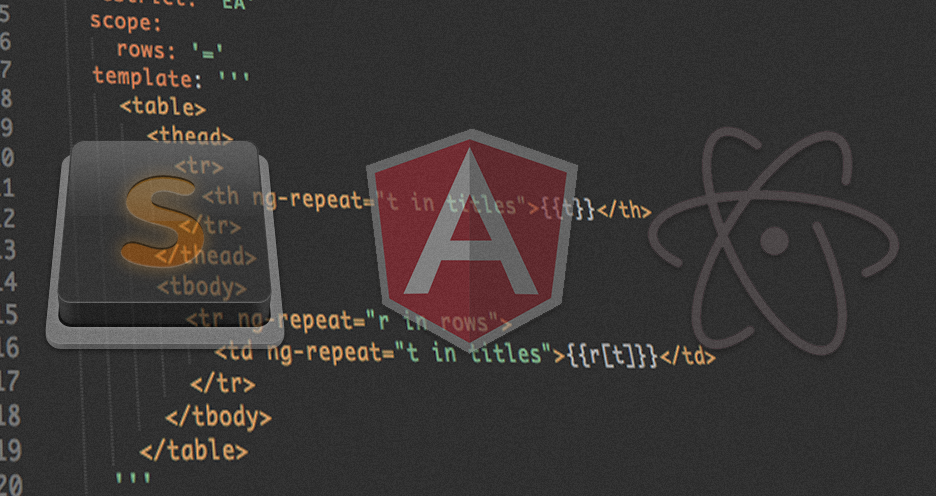 5 restrict: 'EA'
6 scope:
7 rows: '='
8 template: '''
9 <table>
0 <thead>
11 <tr>
12 <th ng-repeat="t in titles">{{t}}</th>
13 </tr>
14 </thead>
15 <tbody>
16 <tr ng-repeat="r in rows">
17 <td ng-repeat="t in titles">{{r[t]}}</td>
18 </tr>
19 </tbody>
20 </table>
'''
S
A